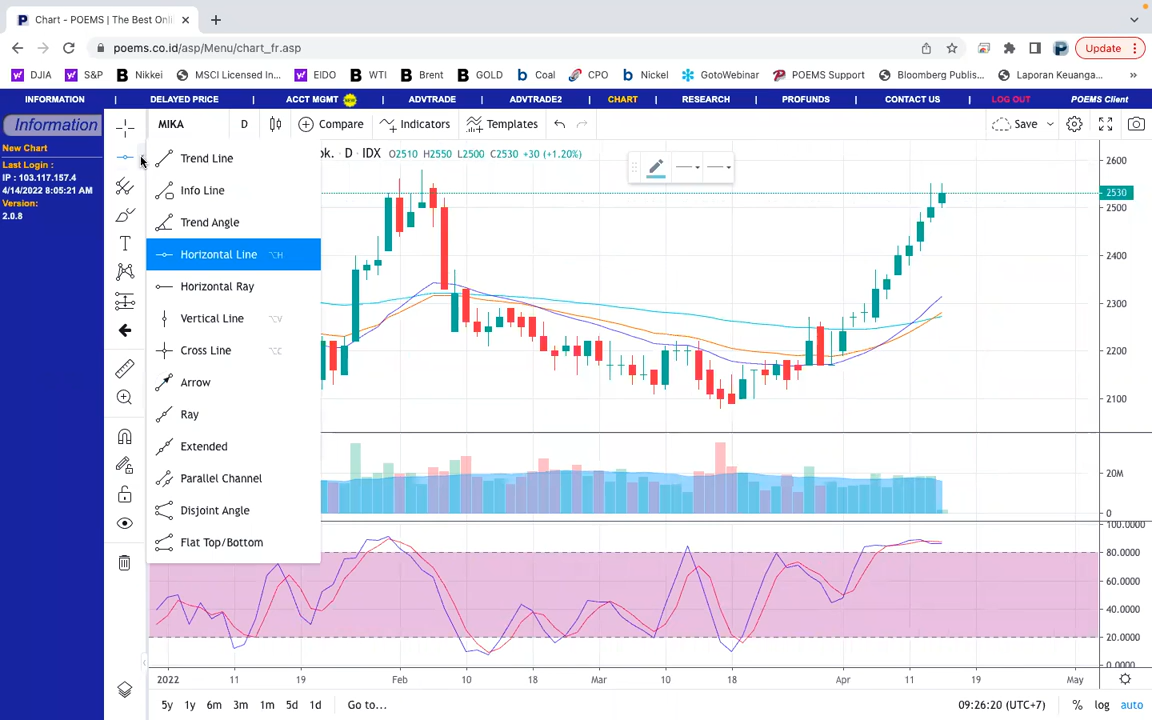 Chart - POEMS | The Best Onli
poems.co.id/asp/Menu/chart_fr.asp
Update
DJIA
S&P
Nikkei
MSCI Licensed In...
EIDO
WTI
Brent
GOLD
Coal
CPO
Nickel
GotoWebinar
POEMS Support
Bloomberg Publis...
Laporan Keuanga...
»
INFORMATION | DELAYED PRICE | ACCT MGMT | ADVTRADE | ADVTRADE2 | CHART | RESEARCH | PROFUNDS | CONTACT US | LOG OUT POEMS Client
Information
New Chart
Last Login :
IP : 103.117.157.4
4/14/2022 8:05:21 AM
Version:
2.0.8
MIKA D Compare Indicators Templates Save
ok. · D · IDX O2510 H2550 L2500 C2530 +30 (+1.20%)
Trend Line
Info Line
Trend Angle
Horizontal Line ⌥H
Horizontal Ray
Vertical Line ⌥V
Cross Line ⌥C
Arrow
Ray
Extended
Parallel Channel
Disjoint Angle
Flat Top/Bottom
2600
2530
2500
2400
2300
2200
2100
20M
0
100.0000
80.0000
60.0000
40.0000
20.0000
0.0000
2022 11 19 Feb 10 18 Mar 10 18 Apr 11 19 May
5y 1y 6m 3m 1m 5d 1d Go to... 09:26:20 (UTC+7) % log auto